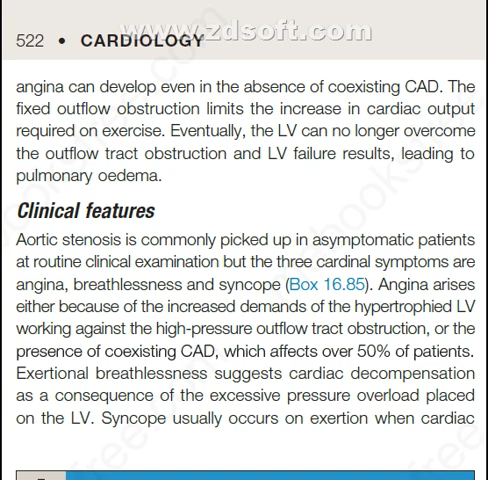 www.zdsoft.com
522 • CARDIOLOGY
angina can develop even in the absence of coexisting CAD. The
fixed outflow obstruction limits the increase in cardiac output
required on exercise. Eventually, the LV can no longer overcome
the outflow tract obstruction and LV failure results, leading to
pulmonary oedema.
Clinical features
Aortic stenosis is commonly picked up in asymptomatic patients
at routine clinical examination but the three cardinal symptoms are
angina, breathlessness and syncope (Box 16.85). Angina arises
either because of the increased demands of the hypertrophied LV
working against the high-pressure outflow tract obstruction, or the
presence of coexisting CAD, which affects over 50% of patients.
Exertional breathlessness suggests cardiac decompensation
as a consequence of the excessive pressure overload placed
on the LV. Syncope usually occurs on exertion when cardiac